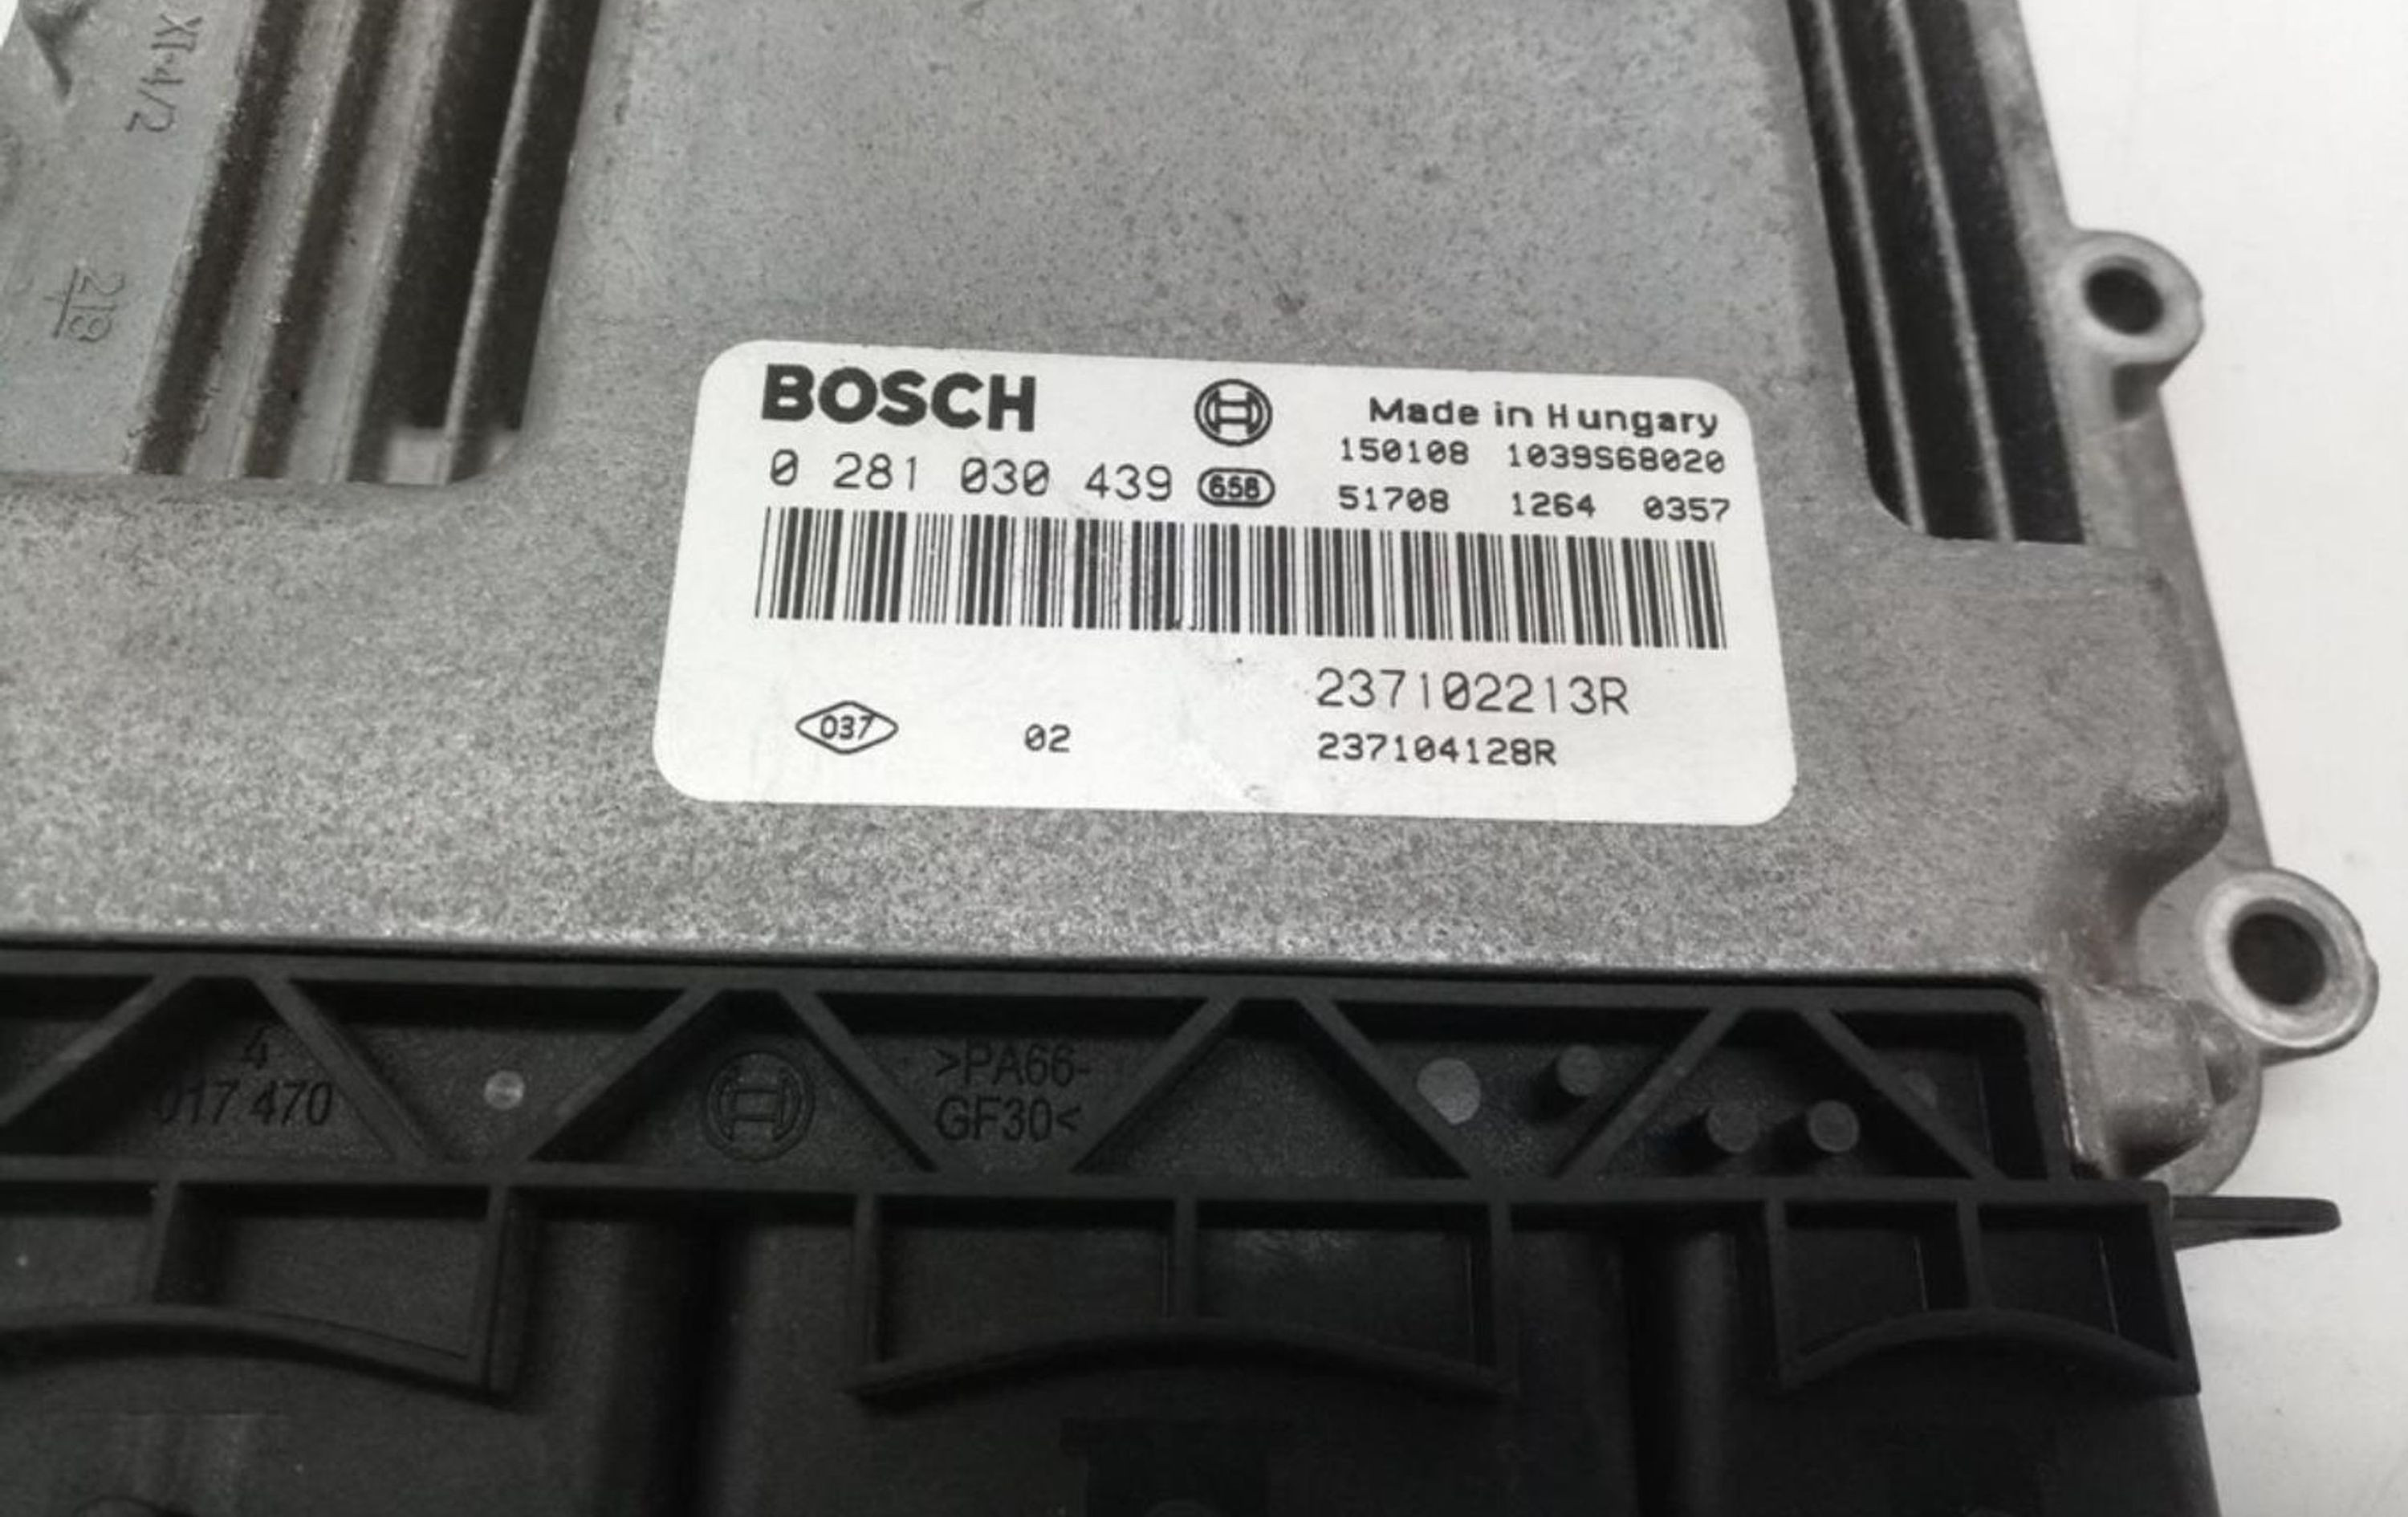 XI-4/2
218
BOSCH
Made in Hungary
150108 1039S68020
0 281 030 439 658
51708 1264 0357
237102213R
037 02 237104128R
4
017 470
>PA66-
GF30<